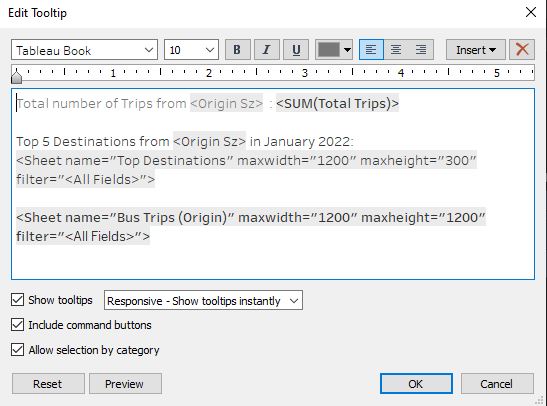 Edit Tooltip
Tableau Book 10 B I U Insert
1 2 3 4 5
Total number of Trips from <Origin Sz> : <SUM(Total Trips)>
Top 5 Destinations from <Origin Sz> in January 2022:
<Sheet name="Top Destinations" maxwidth="1200" maxheight="300"
filter="<All Fields>">
<Sheet name="Bus Trips (Origin)" maxwidth="1200" maxheight="1200"
filter="<All Fields>">
Show tooltips Responsive - Show tooltips instantly
Include command buttons
Allow selection by category
Reset Preview OK Cancel